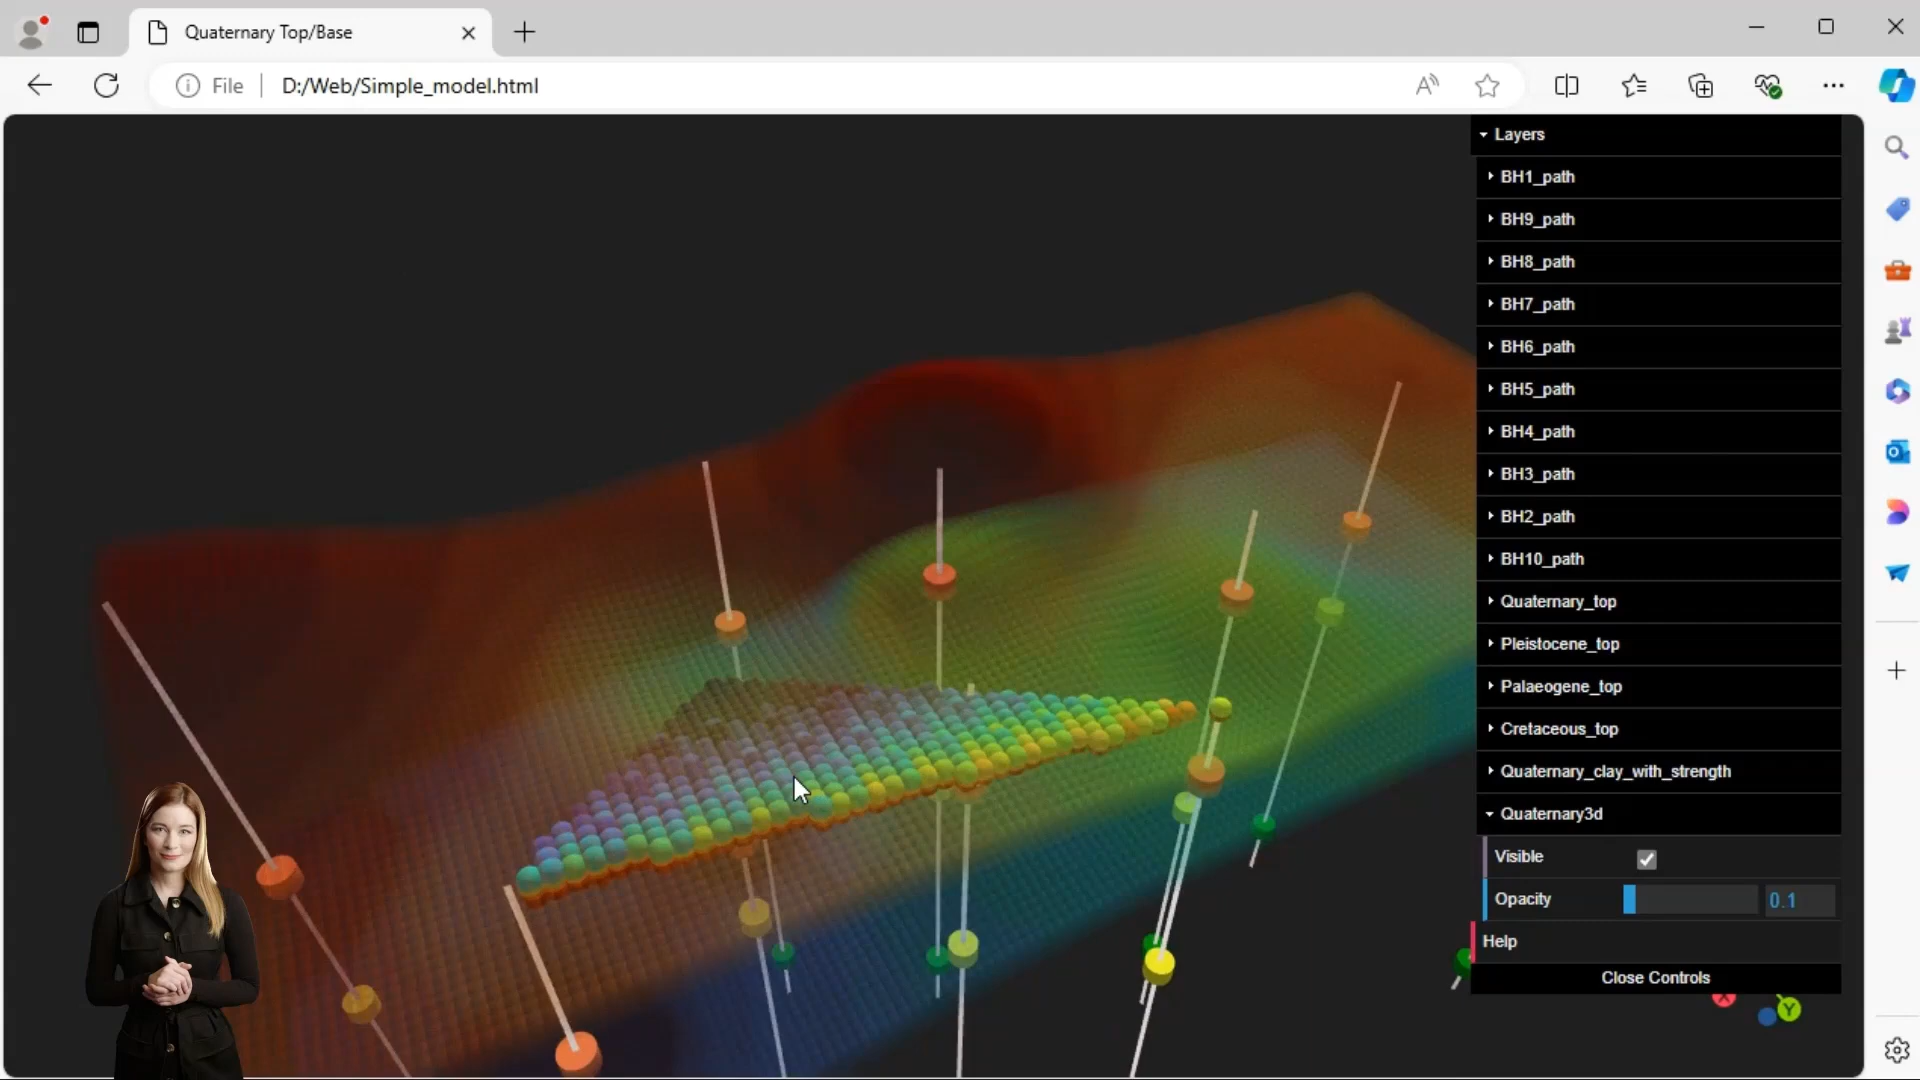 Quaternary Top/Base
File
D:/Web/Simple_model.html
Layers
BH1_path
BH9_path
BH8_path
BH7_path
BH6_path
BH5_path
BH4_path
BH3_path
BH2_path
BH10_path
Quaternary_top
Pleistocene_top
Palaeogene_top
Cretaceous_top
Quaternary_clay_with_strength
Quaternary3d
Visible
Opacity
0.1
Help
Close Controls
X
Y